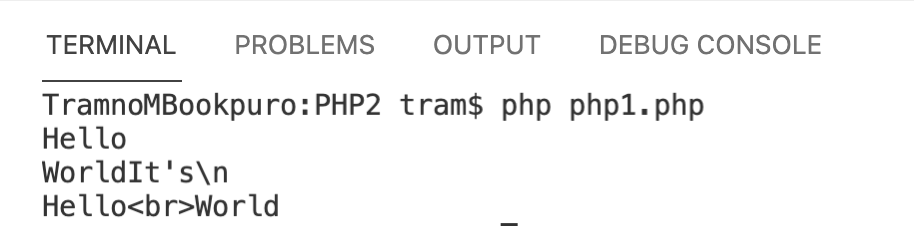 TERMINAL PROBLEMS OUTPUT DEBUG CONSOLE
TramnoMBookpuro:PHP2 tram$ php php1.php
Hello
WorldIt's\n
Hello<br>World